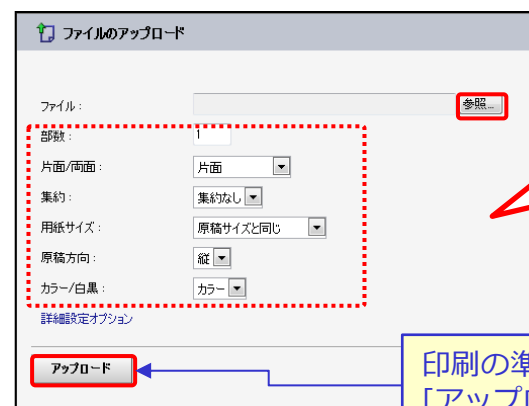 ファイルのアップロード
ファイル：
参照...
部数： 1
片面/両面： 片面
集約： 集約なし
用紙サイズ： 原稿サイズと同じ
原稿方向： 縦
カラー/白黒： カラー
詳細設定オプション
アップロード
印刷の準
「アップロ